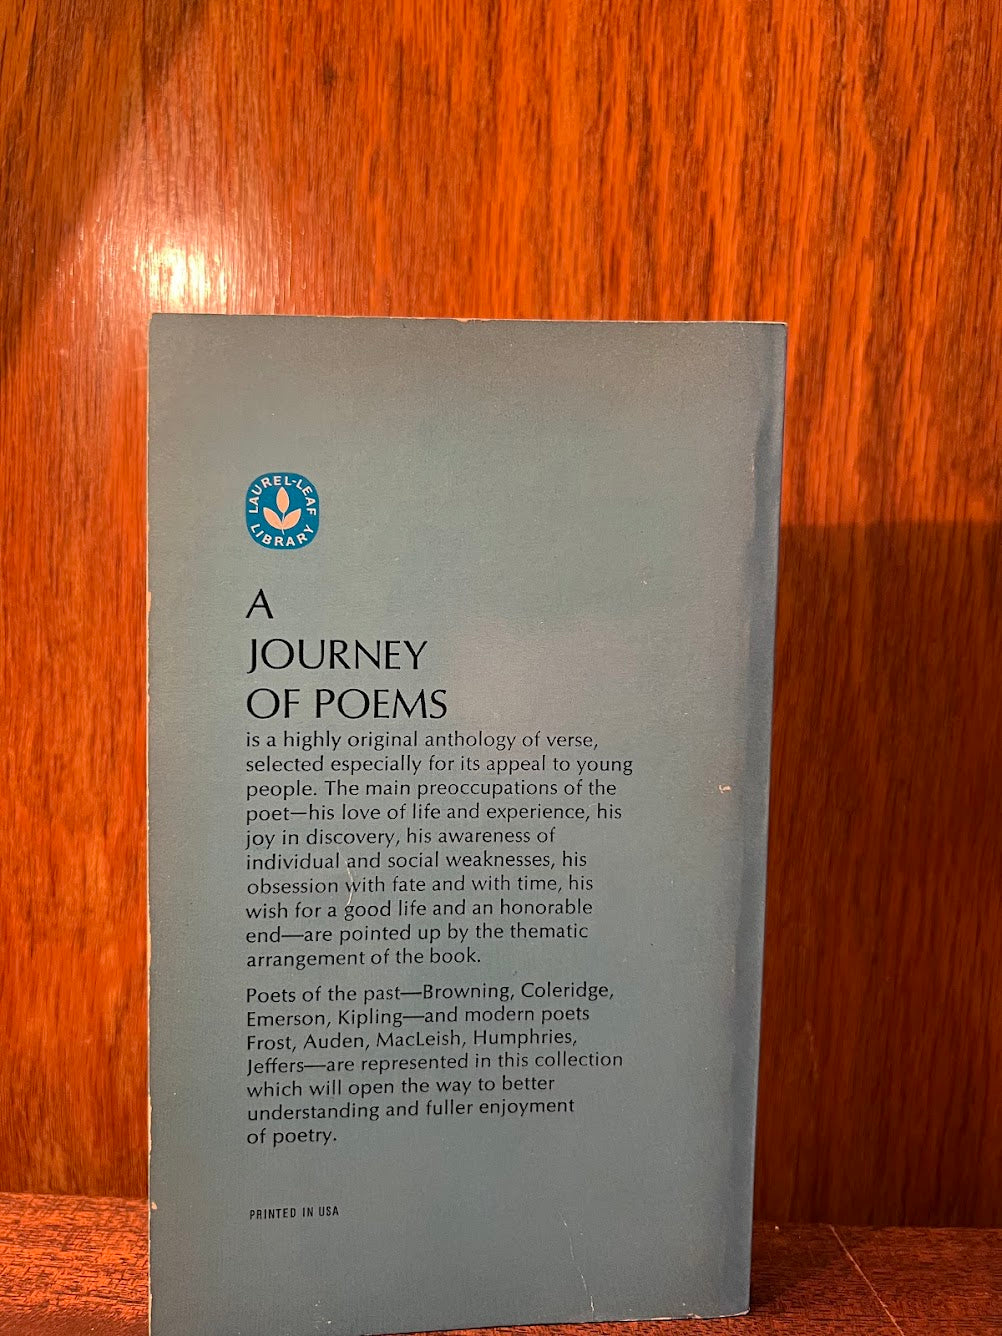 LAUREL-LEAF
LIBRARY
A
JOURNEY
OF POEMS
is a highly original anthology of verse,
selected especially for its appeal to young
people. The main preoccupations of the
poet—his love of life and experience, his
joy in discovery, his awareness of
individual and social weaknesses, his
obsession with fate and with time, his
wish for a good life and an honorable
end—are pointed up by the thematic
arrangement of the book.
Poets of the past—Browning, Coleridge,
Emerson, Kipling—and modern poets
Frost, Auden, MacLeish, Humphries,
Jeffers—are represented in this collection
which will open the way to better
understanding and fuller enjoyment
of poetry.
PRINTED IN USA